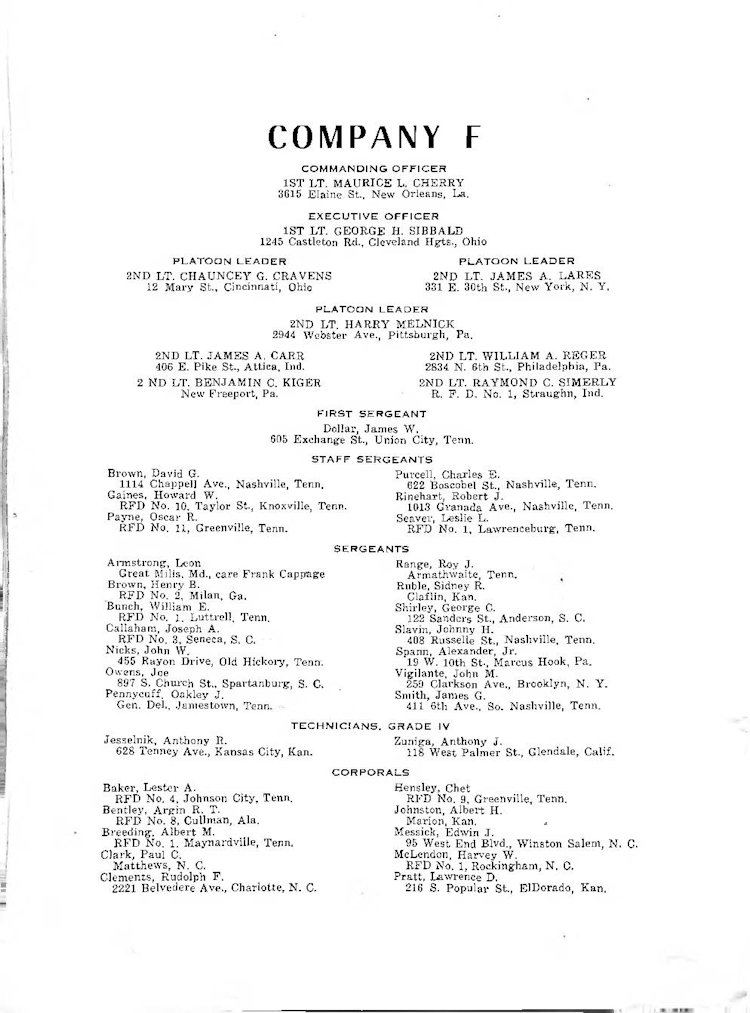 COMPANY F
COMMANDING OFFICER
1ST LT. MAURICE L. CHERRY
3615 Elaine St., New Orleans, La.
EXECUTIVE OFFICER
1ST LT. GEORGE H. SIBBALD
1245 Castleton Rd., Cleveland Hgts., Ohio
PLATOON LEADER
2ND LT. CHAUNCEY G. CRAVENS
12 Mary St., Cincinnati, Ohio
PLATOON LEADER
2ND LT. JAMES A. LARES
331 E. 30th St., New York, N. Y.
PLATOON LEADER
2ND LT. HARRY MELNICK
2944 Webster Ave., Pittsburgh, Pa.
2ND LT. JAMES A. CARR
406 E. Pike St., Attica, Ind.
2 ND LT. BENJAMIN C. KIGER
New Freeport, Pa.
2ND LT. WILLIAM A. REGER
2834 N. 6th St., Philadelphia, Pa.
2ND LT. RAYMOND C. SIMERLY
R. F. D. No. 1, Straughn, Ind.
FIRST SERGEANT
Dollar, James W.
605 Exchange St., Union City, Tenn.
STAFF SERGEANTS
Brown, David G.
1114 Chappell Ave., Nashville, Tenn.
Gaines, Howard W.
RFD No. 10, Taylor St., Knoxville, Tenn.
Payne, Oscar R.
RFD No. 11, Greenville, Tenn.
Purcell, Charles E.
622 Boscobel St., Nashville, Tenn.
Rinehart, Robert J.
1013 Granada Ave., Nashville, Tenn.
Seaver, Leslie L.
RFD No. 1, Lawrenceburg, Tenn.
SERGEANTS
Armstrong, Leon
Great Mills, Md., care Frank Cappage
Brown, Henry B.
RFD No. 2, Milan, Ga.
Bunch, William E.
RFD No. 1, Luttrell, Tenn.
Callaham, Joseph A.
RFD No. 3, Seneca, S. C.
Nicks, John W.
455 Rayon Drive, Old Hickory, Tenn.
Owens, Joe
897 S. Church St., Spartanburg, S. C.
Pennycuff, Oakley J.
Gen. Del., Jamestown, Tenn.
Range, Roy J.
Armathwaite, Tenn.
Ruble, Sidney R.
Claflin, Kan.
Shirley, George C.
122 Sanders St., Anderson, S. C.
Slavin, Johnny H.
408 Russelle St., Nashville, Tenn.
Spann, Alexander, Jr.
19 W. 10th St., Marcus Hook, Pa.
Vigilante, John M.
259 Clarkson Ave., Brooklyn, N. Y.
Smith, James G.
411 6th Ave., So. Nashville, Tenn.
TECHNICIANS, GRADE IV
Jesselnik, Anthony R.
628 Tenney Ave., Kansas City, Kan.
Zuniga, Anthony J.
118 West Palmer St., Glendale, Calif.
CORPORALS
Baker, Lester A.
RFD No. 4, Johnson City, Tenn.
Bentley, Argin R. T.
RFD No. 8, Cullman, Ala.
Breeding, Albert M.
RFD No. 1, Maynardville, Tenn.
Clark, Paul C.
Matthews, N. C.
Clements, Rudolph F.
2221 Belvedere Ave., Charlotte, N. C.
Hensley, Chet
RFD No. 9, Greenville, Tenn.
Johnston, Albert H.
Marion, Kan.
Messick, Edwin J.
95 West End Blvd., Winston Salem, N. C.
McLendon, Harvey W.
RFD No. 1, Rockingham, N. C.
Pratt, Lawrence D.
216 S. Popular St., ElDorado, Kan.